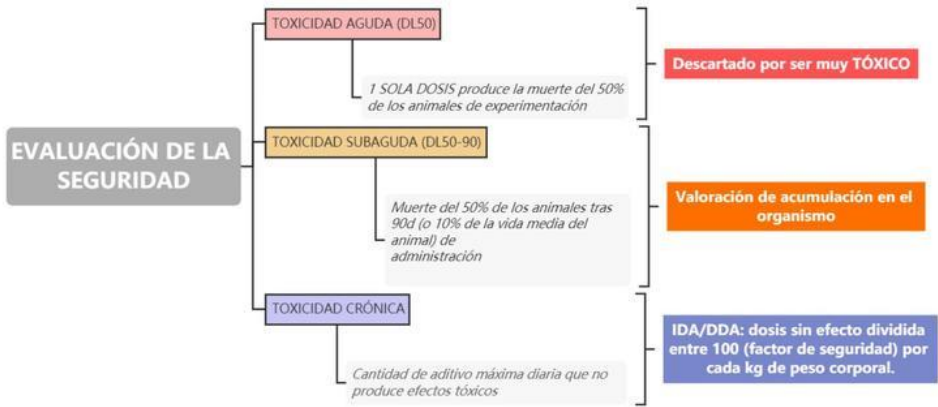 EVALUACIÓN DE LA
SEGURIDAD
TOXICIDAD AGUDA (DL50)
1 SOLA DOSIS produce la muerte del 50%
de los animales de experimentación
Descartado por ser muy TÓXICO
TOXICIDAD SUBAGUDA (DL50-90)
Muerte del 50% de los animales tras
90d (o 10% de la vida media del
animal) de
administración
Valoración de acumulación en el
organismo
TOXICIDAD CRÓNICA
Cantidad de aditivo máxima diaria que no
produce efectos tóxicos
IDA/DDA: dosis sin efecto dividida
entre 100 (factor de seguridad) por
cada kg de peso corporal.